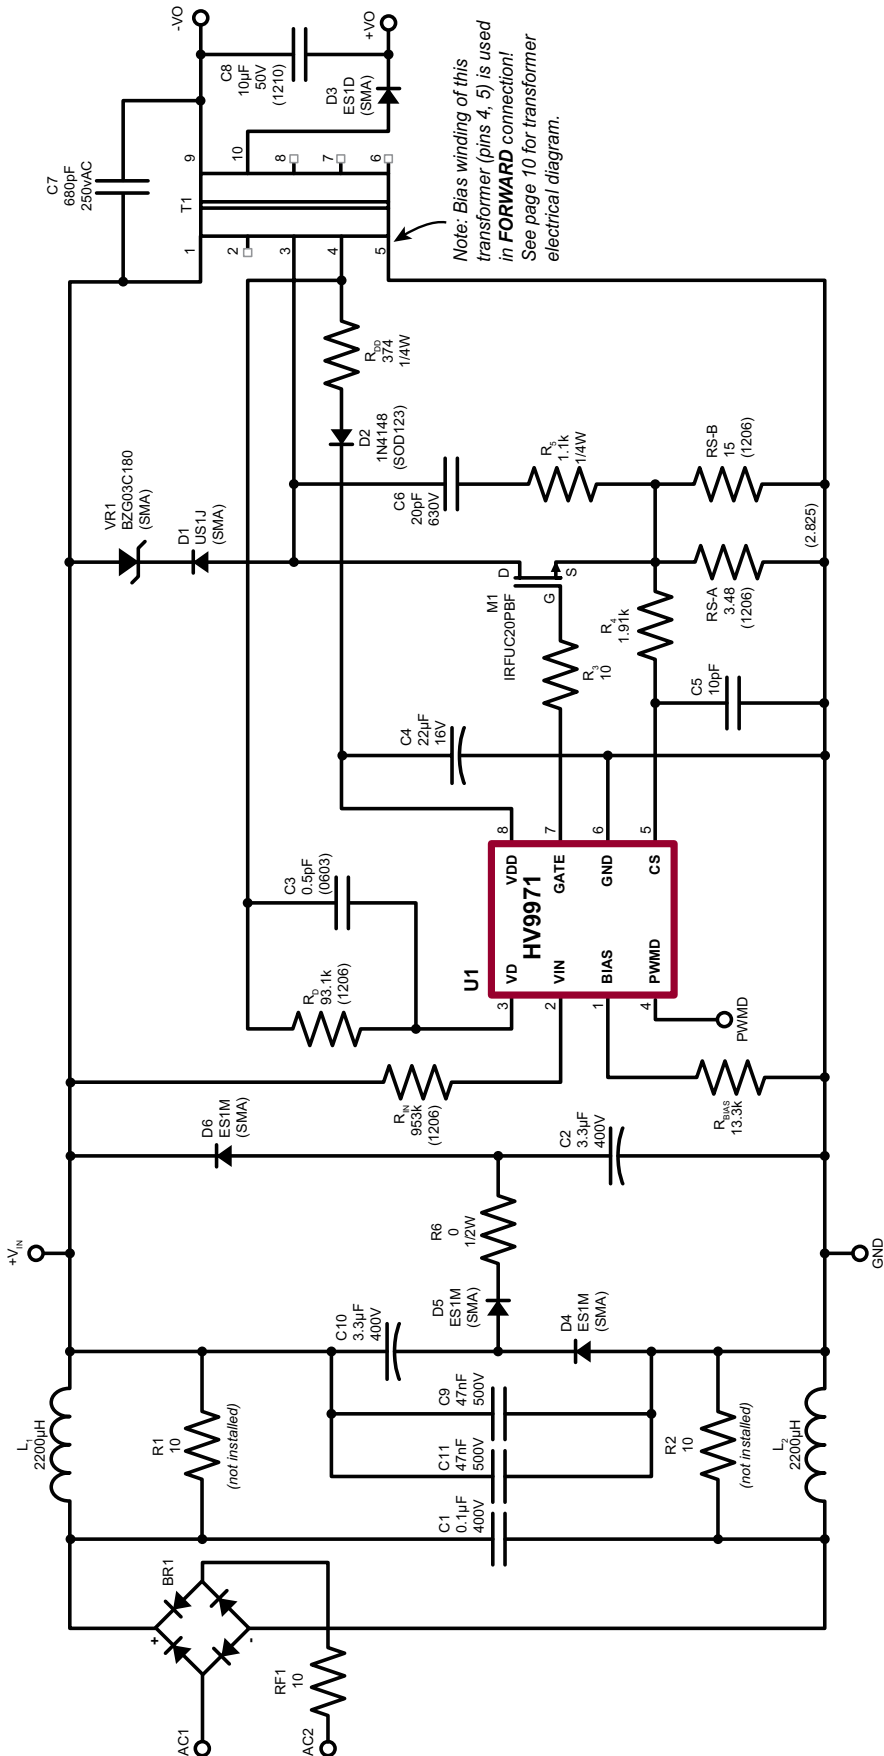 AC1
AC2
RF1
10
BR1
+
-
L1
2200µH
R1
10
(not installed)
C1
0.1µF
400V
C11
47nF
500V
C9
47nF
500V
R2
10
(not installed)
L2
2200µH
C10
3.3µF
400V
D4
ES1M
(SMA)
D5
ES1M
(SMA)
R6
0
1/2W
+VIN
GND
D6
ES1M
(SMA)
C2
3.3µF
400V
RIN
953k
(1206)
RBIAS
13.3k
PWMD
RD
93.1k
(1206)
C3
0.5pF
(0603)
U1
HV9971
3 VD
2 VIN
1 BIAS
4 PWMD
VDD 8
GATE 7
GND 6
CS 5
C4
22µF
16V
C5
10pF
R3
10
R4
1.91k
M1
IRFUC20PBF
D
G
S
VR1
BZG03C180
(SMA)
D1
US1J
(SMA)
RS-A
3.48
(1206)
(2.825)
RS-B
15
(1206)
C6
20pF
630V
R5
1.1k
1/4W
D2
1N4148
(SOD123)
RDD
374
1/4W
T1
1
2
3
4
5
9
10
8
7
6
C7
680pF
250vAC
D3
ES1D
(SMA)
C8
10µF
50V
(1210)
-VO
+VO
Note: Bias winding of this
transformer (pins 4, 5) is used
in FORWARD connection!
See page 10 for transformer
electrical diagram.